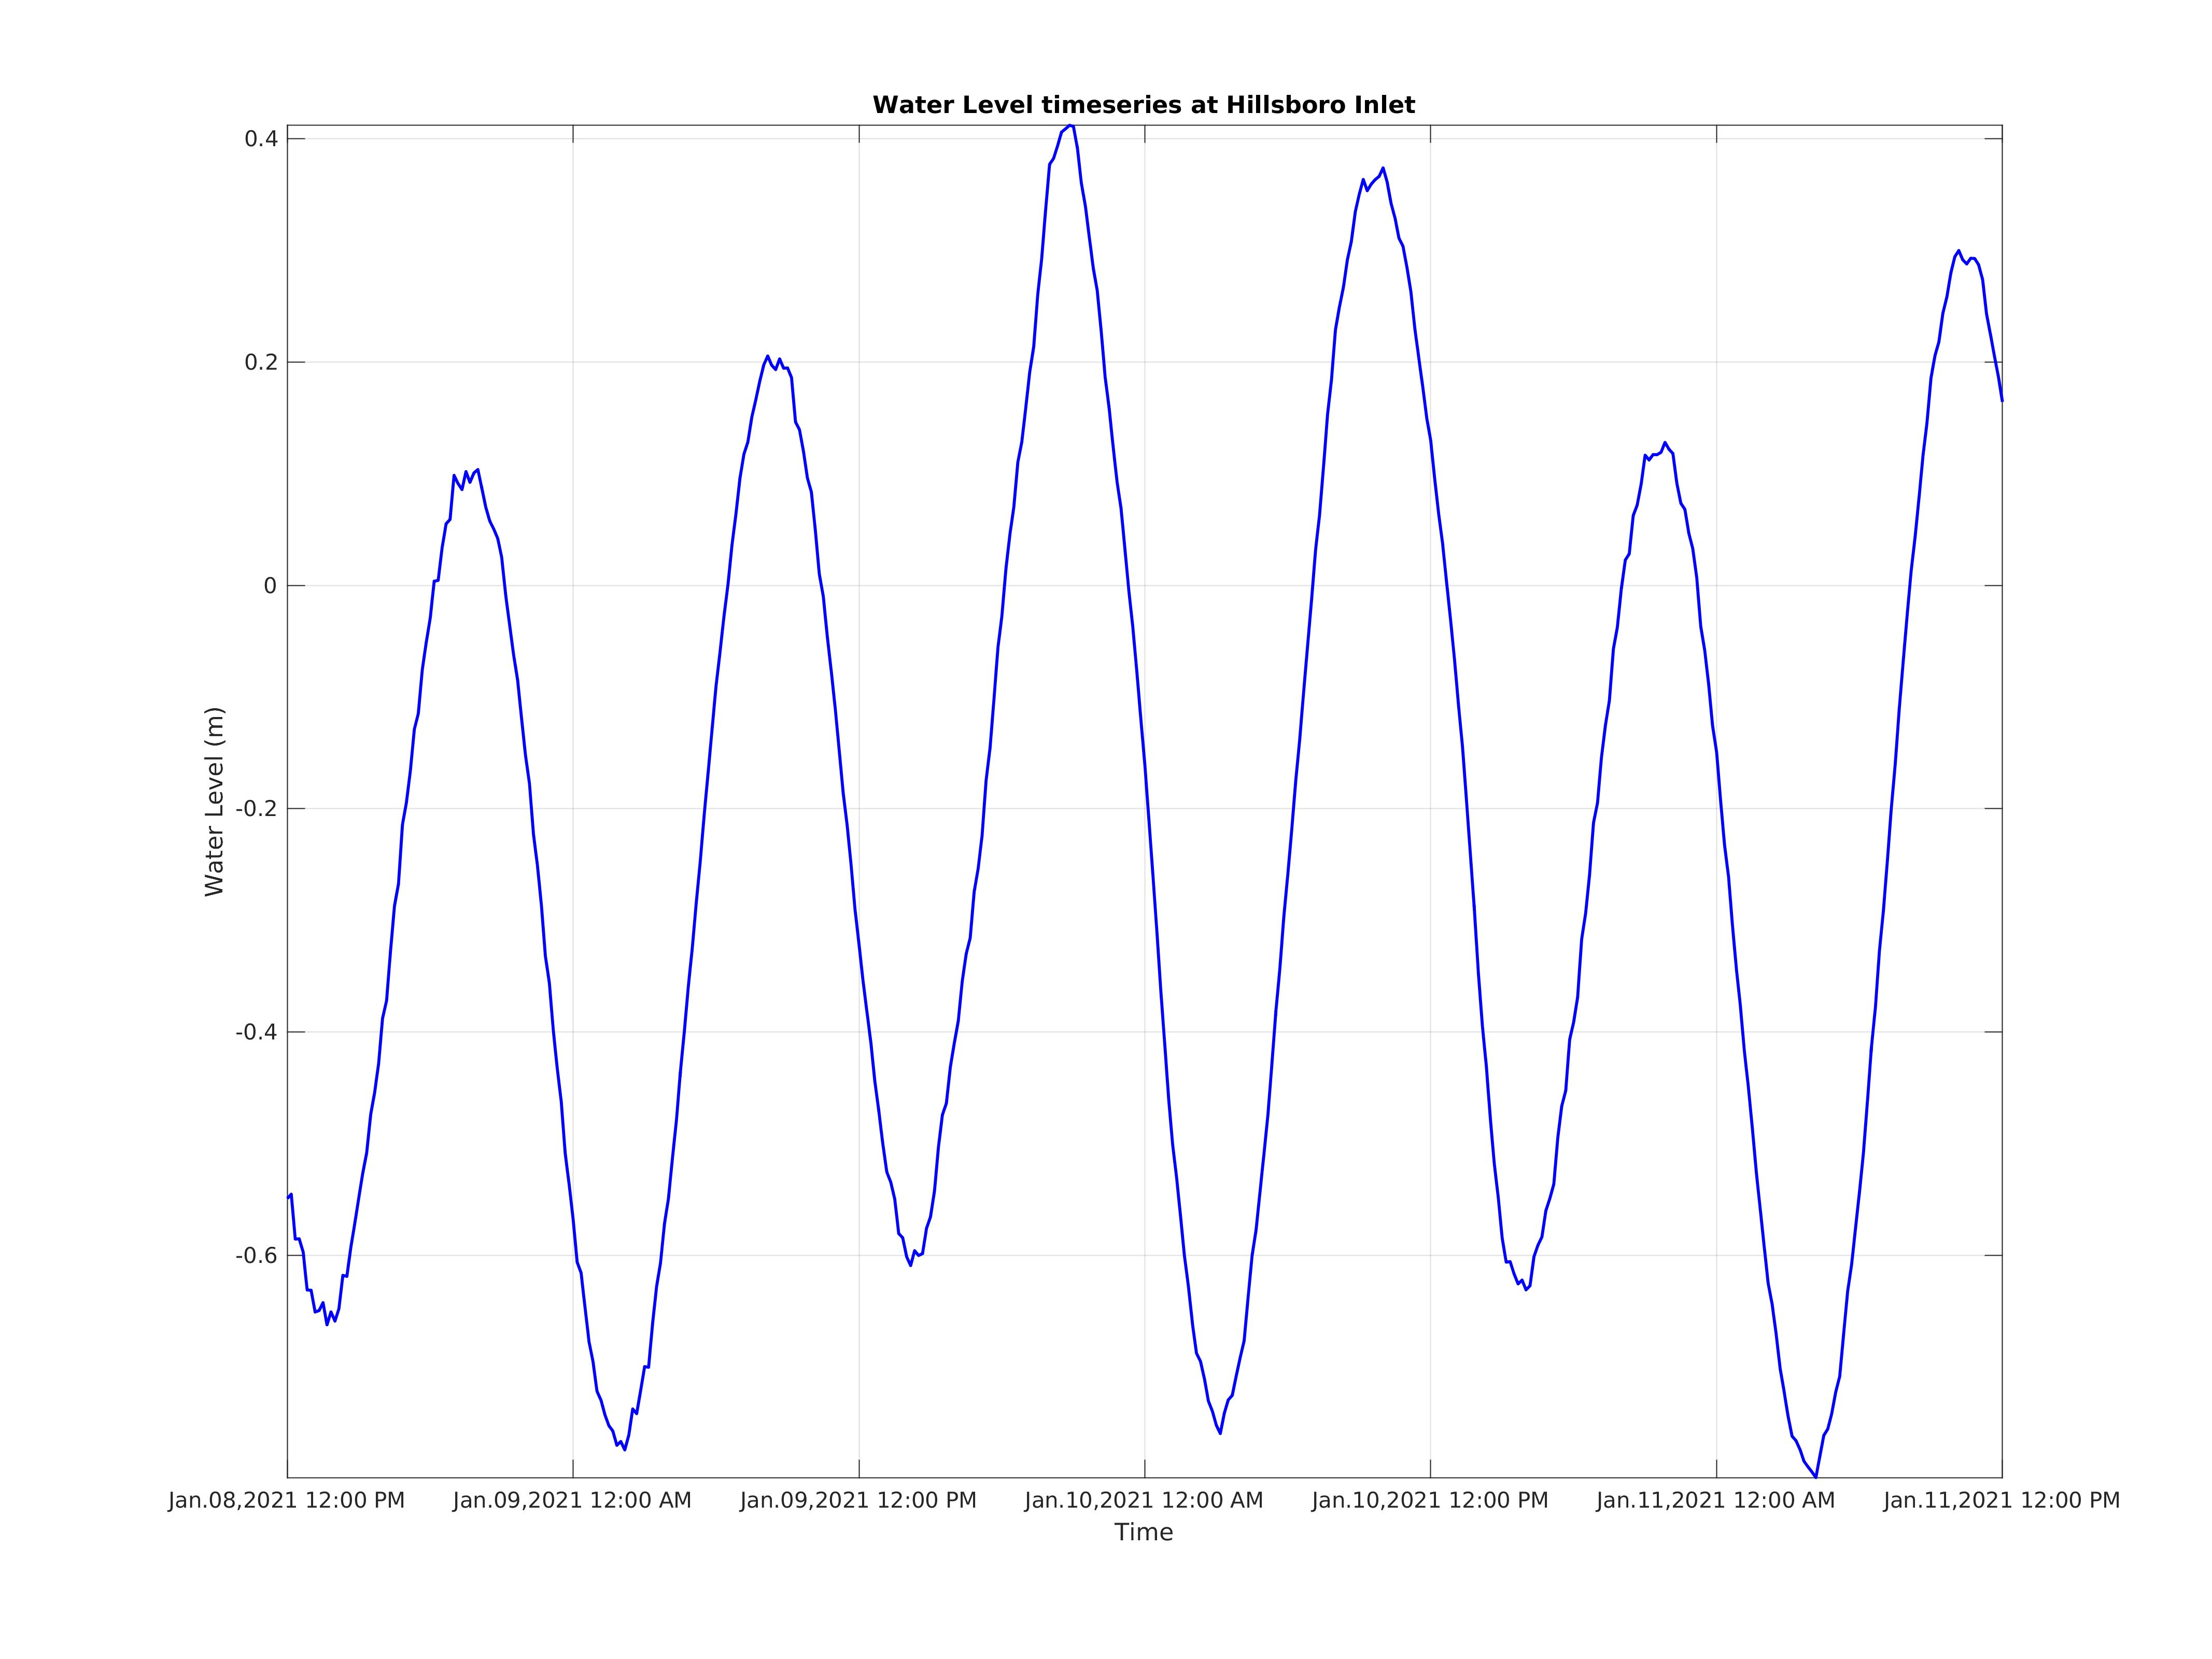 Water Level timeseries at Hillsboro Inlet
0.4
0.2
0
-0.2
-0.4
-0.6
Water Level (m)
Jan.08,2021 12:00 PM
Jan.09,2021 12:00 AM
Jan.09,2021 12:00 PM
Jan.10,2021 12:00 AM
Jan.10,2021 12:00 PM
Jan.11,2021 12:00 AM
Jan.11,2021 12:00 PM
Time